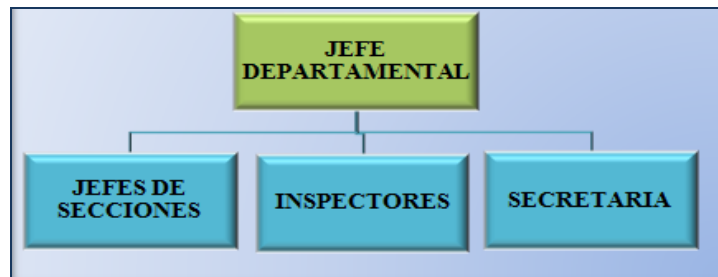 JEFE
DEPARTAMENTAL
JEFES DE
SECCIONES
INSPECTORES
SECRETARIA